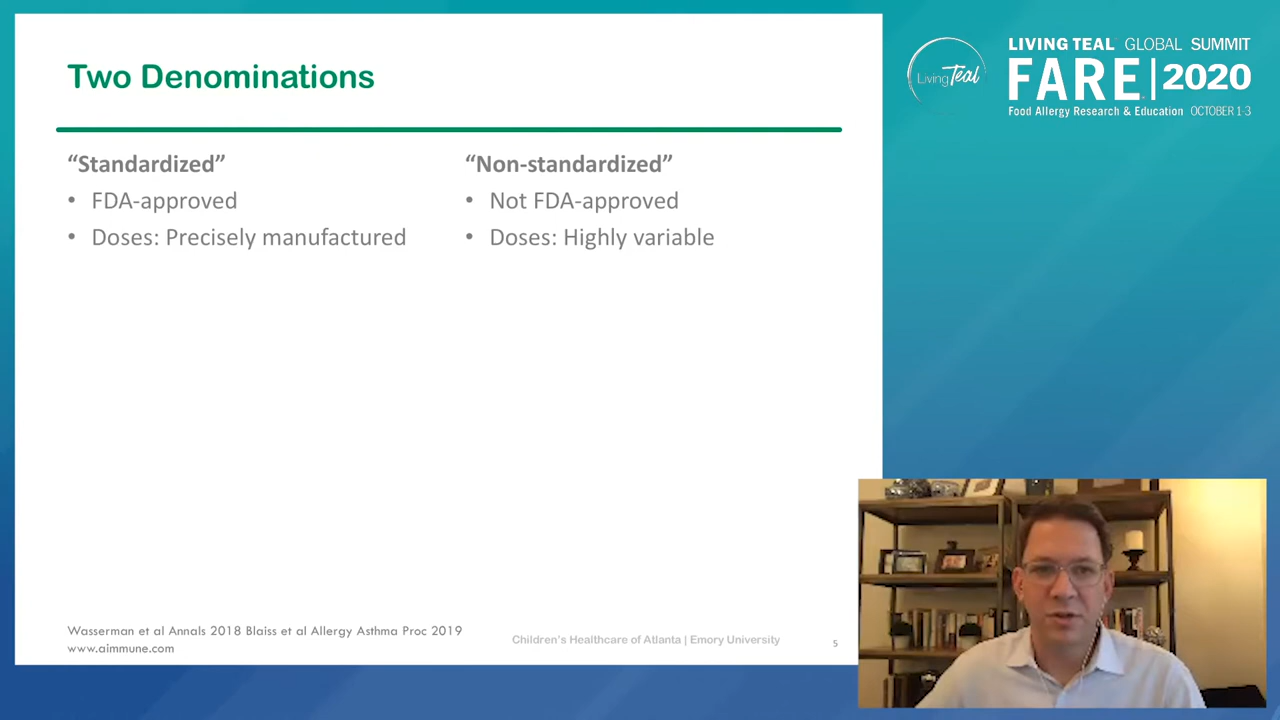 Two Denominations
“Standardized”
• FDA-approved
• Doses: Precisely manufactured
“Non-standardized”
• Not FDA-approved
• Doses: Highly variable
Wasserman et al Annals 2018 Blaiss et al Allergy Asthma Proc 2019
www.aimmune.com
Children’s Healthcare of Atlanta | Emory University
5
Living Teal
LIVING TEAL GLOBAL SUMMIT
FARE | 2020
Food Allergy Research & Education OCTOBER 1-3